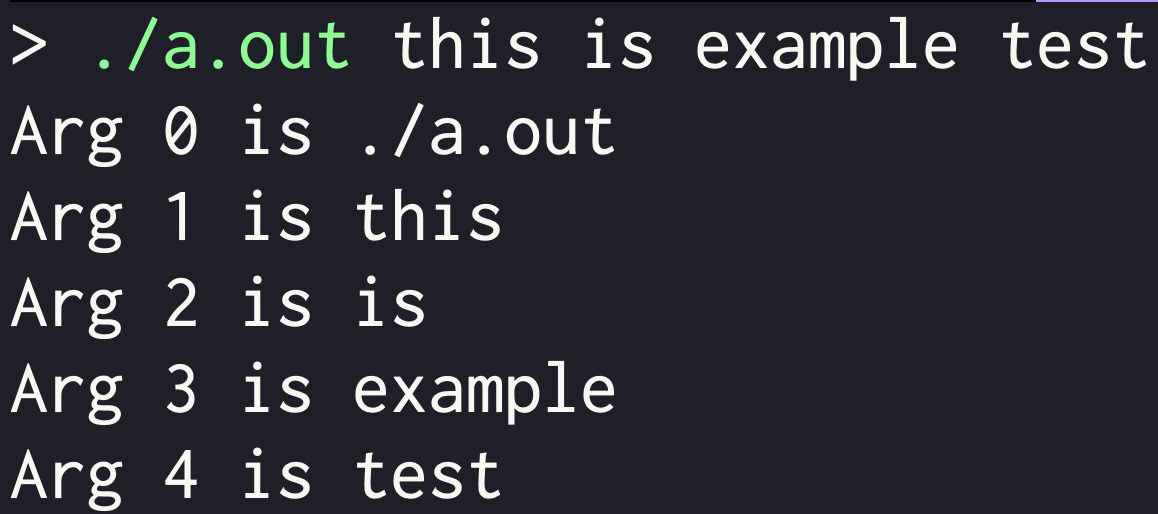 > ./a.out this is example test
Arg 0 is ./a.out
Arg 1 is this
Arg 2 is is
Arg 3 is example
Arg 4 is test